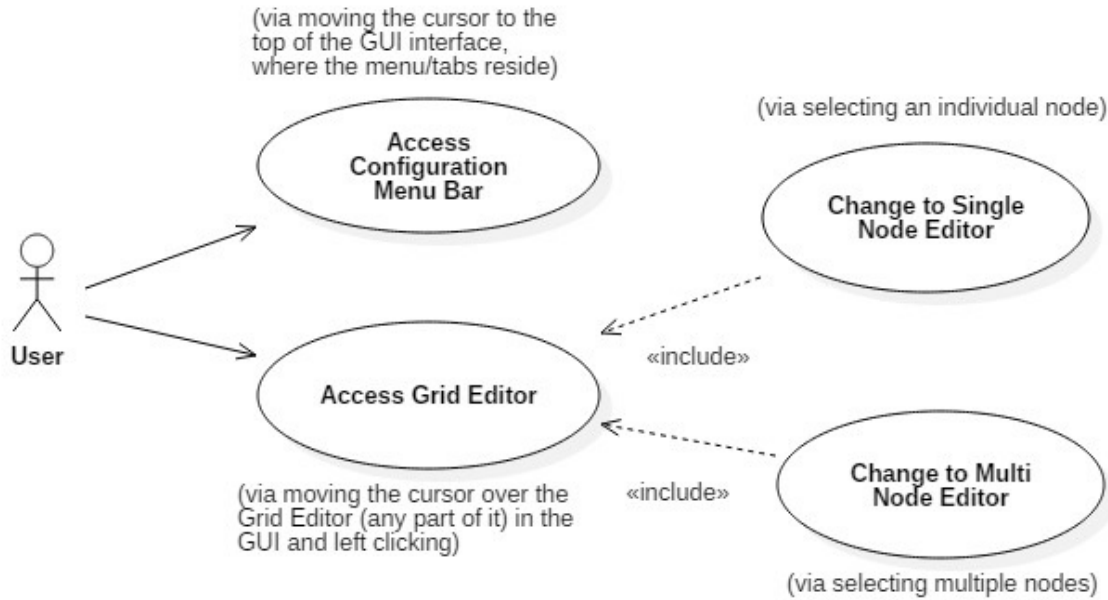 (via moving the cursor to the
top of the GUI interface,
where the menu/tabs reside)
Access
Configuration
Menu Bar
(via selecting an individual node)
Change to Single
Node Editor
User
«include»
Access Grid Editor
(via moving the cursor over the
Grid Editor (any part of it) in the
GUI and left clicking)
«include»
Change to Multi
Node Editor
(via selecting multiple nodes)